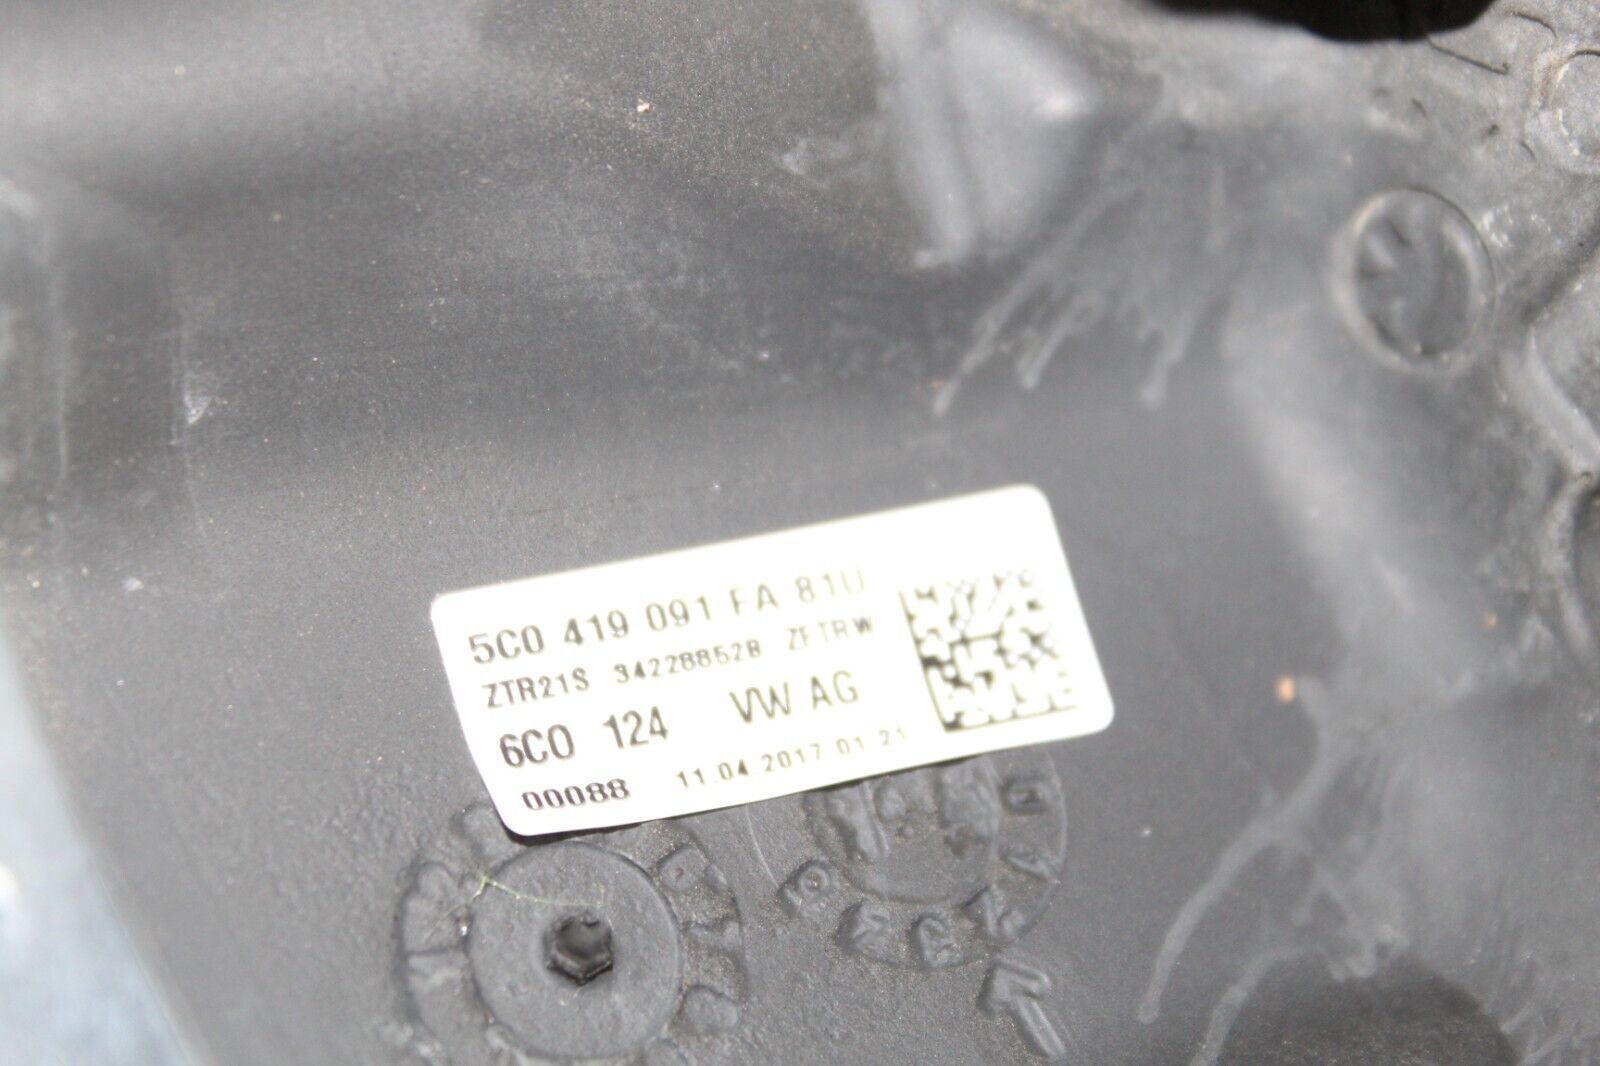 5C0 419 091 FA 81U
ZTR21S 34228852B ZFTRW
6C0 124 VW AG
00088 11.04.2017 01 21